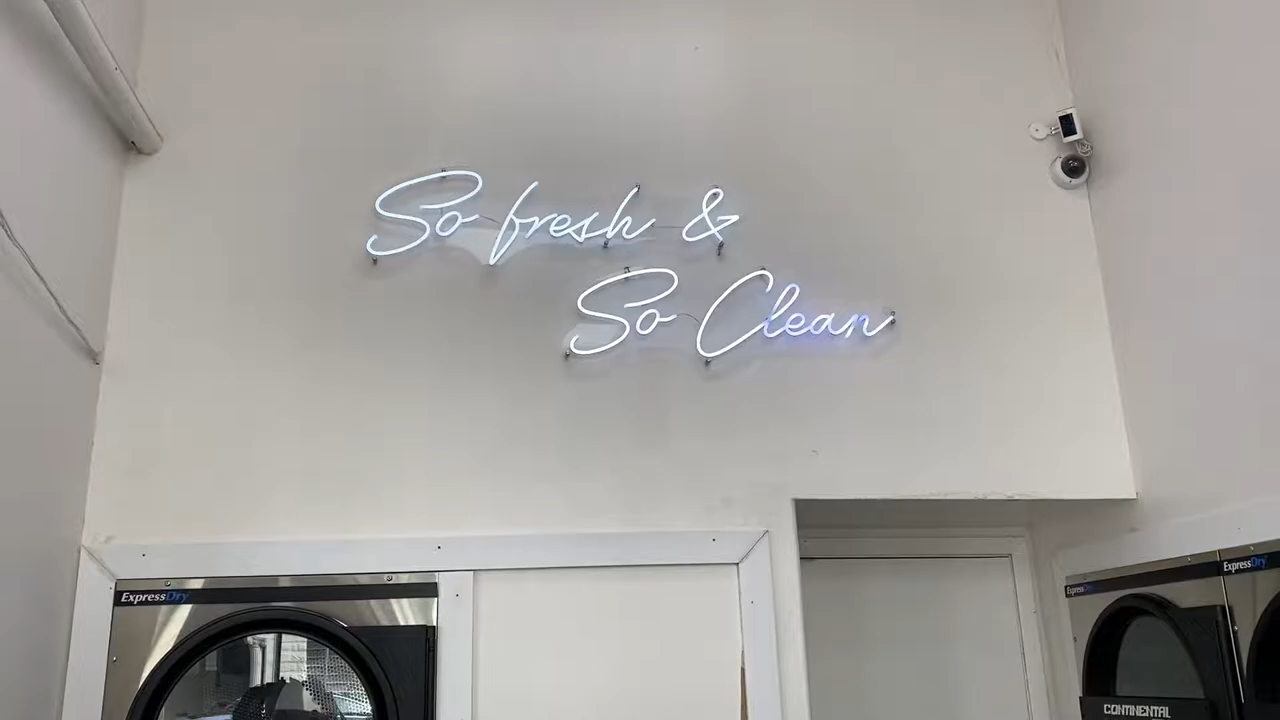 So fresh &
So Clean
ExpressDry
ExpressDry
ExpressDry
CONTINENTAL